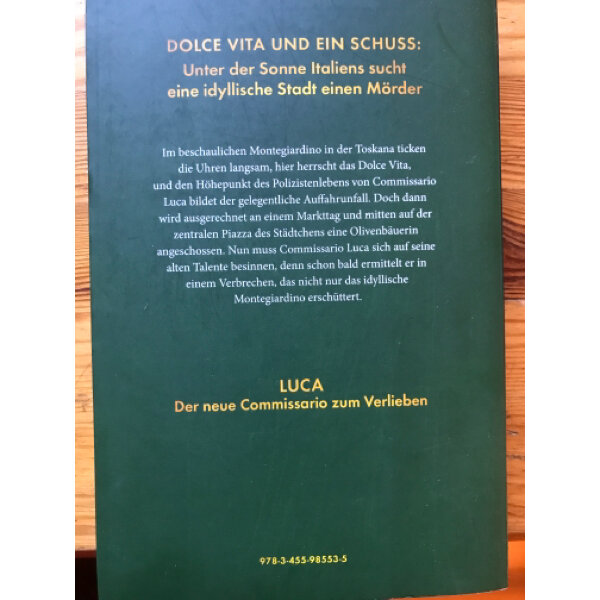 DOLCE VITA UND EIN SCHUSS:
Unter der Sonne Italiens sucht
eine idyllische Stadt einen Mörder
Im beschaulichen Montegiardino in der Toskana ticken
die Uhren langsam, hier herrscht das Dolce Vita,
und den Höhepunkt des Polizistenlebens von Commissario
Luca bildet der gelegentliche Auffahrunfall. Doch dann
wird ausgerechnet an einem Markttag und mitten auf der
zentralen Piazza des Städtchens eine Olivenbäuerin
angeschossen. Nun muss Commissario Luca sich auf seine
alten Talente besinnen, denn schon bald ermittelt er in
einem Verbrechen, das nicht nur das idyllische
Montegiardino erschüttert.
LUCA
Der neue Commissario zum Verlieben
978-3-455-98553-5